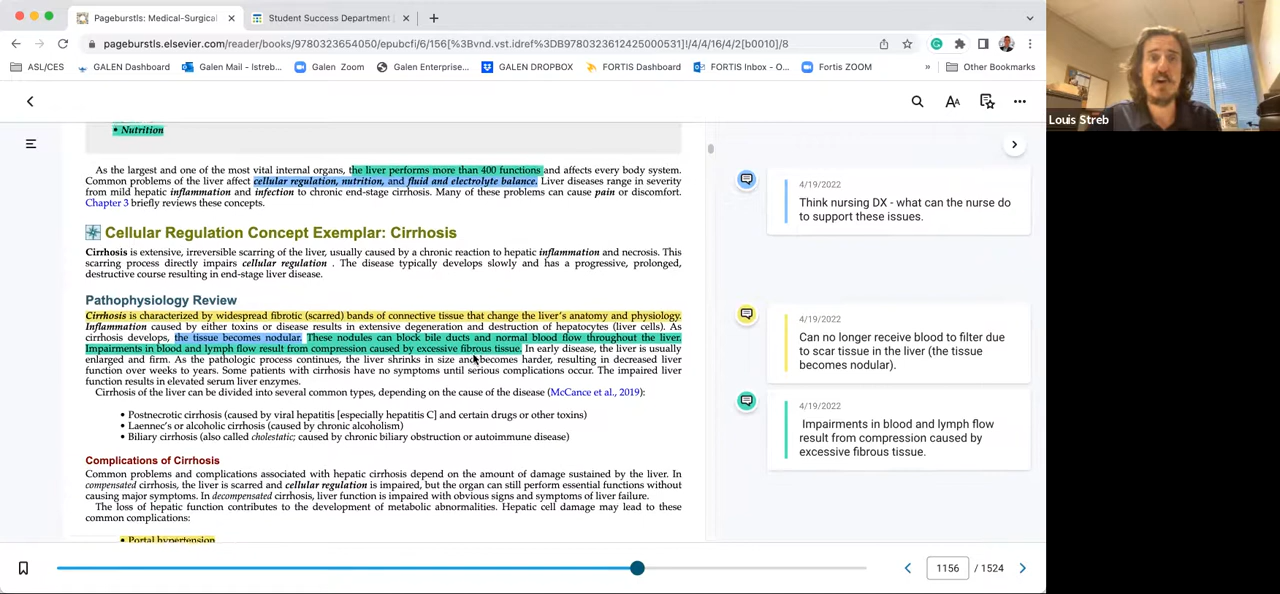 Pageburstls: Medical-Surgical
Student Success Department
pageburstls.elsevier.com/reader/books/9780323654050/epubcfi/6/156[%3Bvnd.vst.idref%3DB9780323612425000531]!/4/4/16/4/2[b0010]/8
ASL/CES
GALEN Dashboard
Galen Mail - lstreb...
Galen Zoom
Galen Enterprise...
GALEN DROPBOX
FORTIS Dashboard
FORTIS Inbox - O...
Fortis ZOOM
»
Other Bookmarks
AA
• Nutrition
As the largest and one of the most vital internal organs, the liver performs more than 400 functions and affects every body system.
Common problems of the liver affect cellular regulation, nutrition, and fluid and electrolyte balance. Liver diseases range in severity
from mild hepatic inflammation and infection to chronic end-stage cirrhosis. Many of these problems can cause pain or discomfort.
Chapter 3 briefly reviews these concepts.
Cellular Regulation Concept Exemplar: Cirrhosis
Cirrhosis is extensive, irreversible scarring of the liver, usually caused by a chronic reaction to hepatic inflammation and necrosis. This
scarring process directly impairs cellular regulation . The disease typically develops slowly and has a progressive, prolonged,
destructive course resulting in end-stage liver disease.
Pathophysiology Review
Cirrhosis is characterized by widespread fibrotic (scarred) bands of connective tissue that change the liver's anatomy and physiology.
Inflammation caused by either toxins or disease results in extensive degeneration and destruction of hepatocytes (liver cells). As
cirrhosis develops, the tissue becomes nodular. These nodules can block bile ducts and normal blood flow throughout the liver.
Impairments in blood and lymph flow result from compression caused by excessive fibrous tissue. In early disease, the liver is usually
enlarged and firm. As the pathologic process continues, the liver shrinks in size and becomes harder, resulting in decreased liver
function over weeks to years. Some patients with cirrhosis have no symptoms until serious complications occur. The impaired liver
function results in elevated serum liver enzymes.
Cirrhosis of the liver can be divided into several common types, depending on the cause of the disease (McCance et al., 2019):
• Postnecrotic cirrhosis (caused by viral hepatitis [especially hepatitis C] and certain drugs or other toxins)
• Laennec's or alcoholic cirrhosis (caused by chronic alcoholism)
• Biliary cirrhosis (also called cholestatic; caused by chronic biliary obstruction or autoimmune disease)
Complications of Cirrhosis
Common problems and complications associated with hepatic cirrhosis depend on the amount of damage sustained by the liver. In
compensated cirrhosis, the liver is scarred and cellular regulation is impaired, but the organ can still perform essential functions without
causing major symptoms. In decompensated cirrhosis, liver function is impaired with obvious signs and symptoms of liver failure.
The loss of hepatic function contributes to the development of metabolic abnormalities. Hepatic cell damage may lead to these
common complications:
• Portal hypertension
4/19/2022
Think nursing DX - what can the nurse do
to support these issues.
4/19/2022
Can no longer receive blood to filter due
to scar tissue in the liver (the tissue
becomes nodular).
4/19/2022
Impairments in blood and lymph flow
result from compression caused by
excessive fibrous tissue.
1156 / 1524
Louis Streb